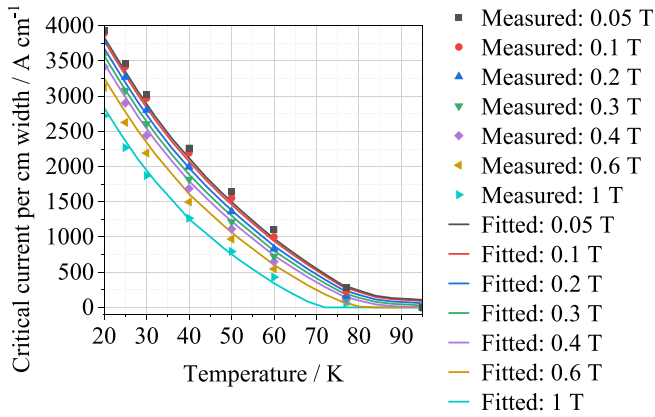 Critical current per cm width / A cm⁻¹
4000
3500
3000
2500
2000
1500
1000
500
0
20 30 40 50 60 70 80 90
Temperature / K
Measured: 0.05 T
Measured: 0.1 T
Measured: 0.2 T
Measured: 0.3 T
Measured: 0.4 T
Measured: 0.6 T
Measured: 1 T
Fitted: 0.05 T
Fitted: 0.1 T
Fitted: 0.2 T
Fitted: 0.3 T
Fitted: 0.4 T
Fitted: 0.6 T
Fitted: 1 T